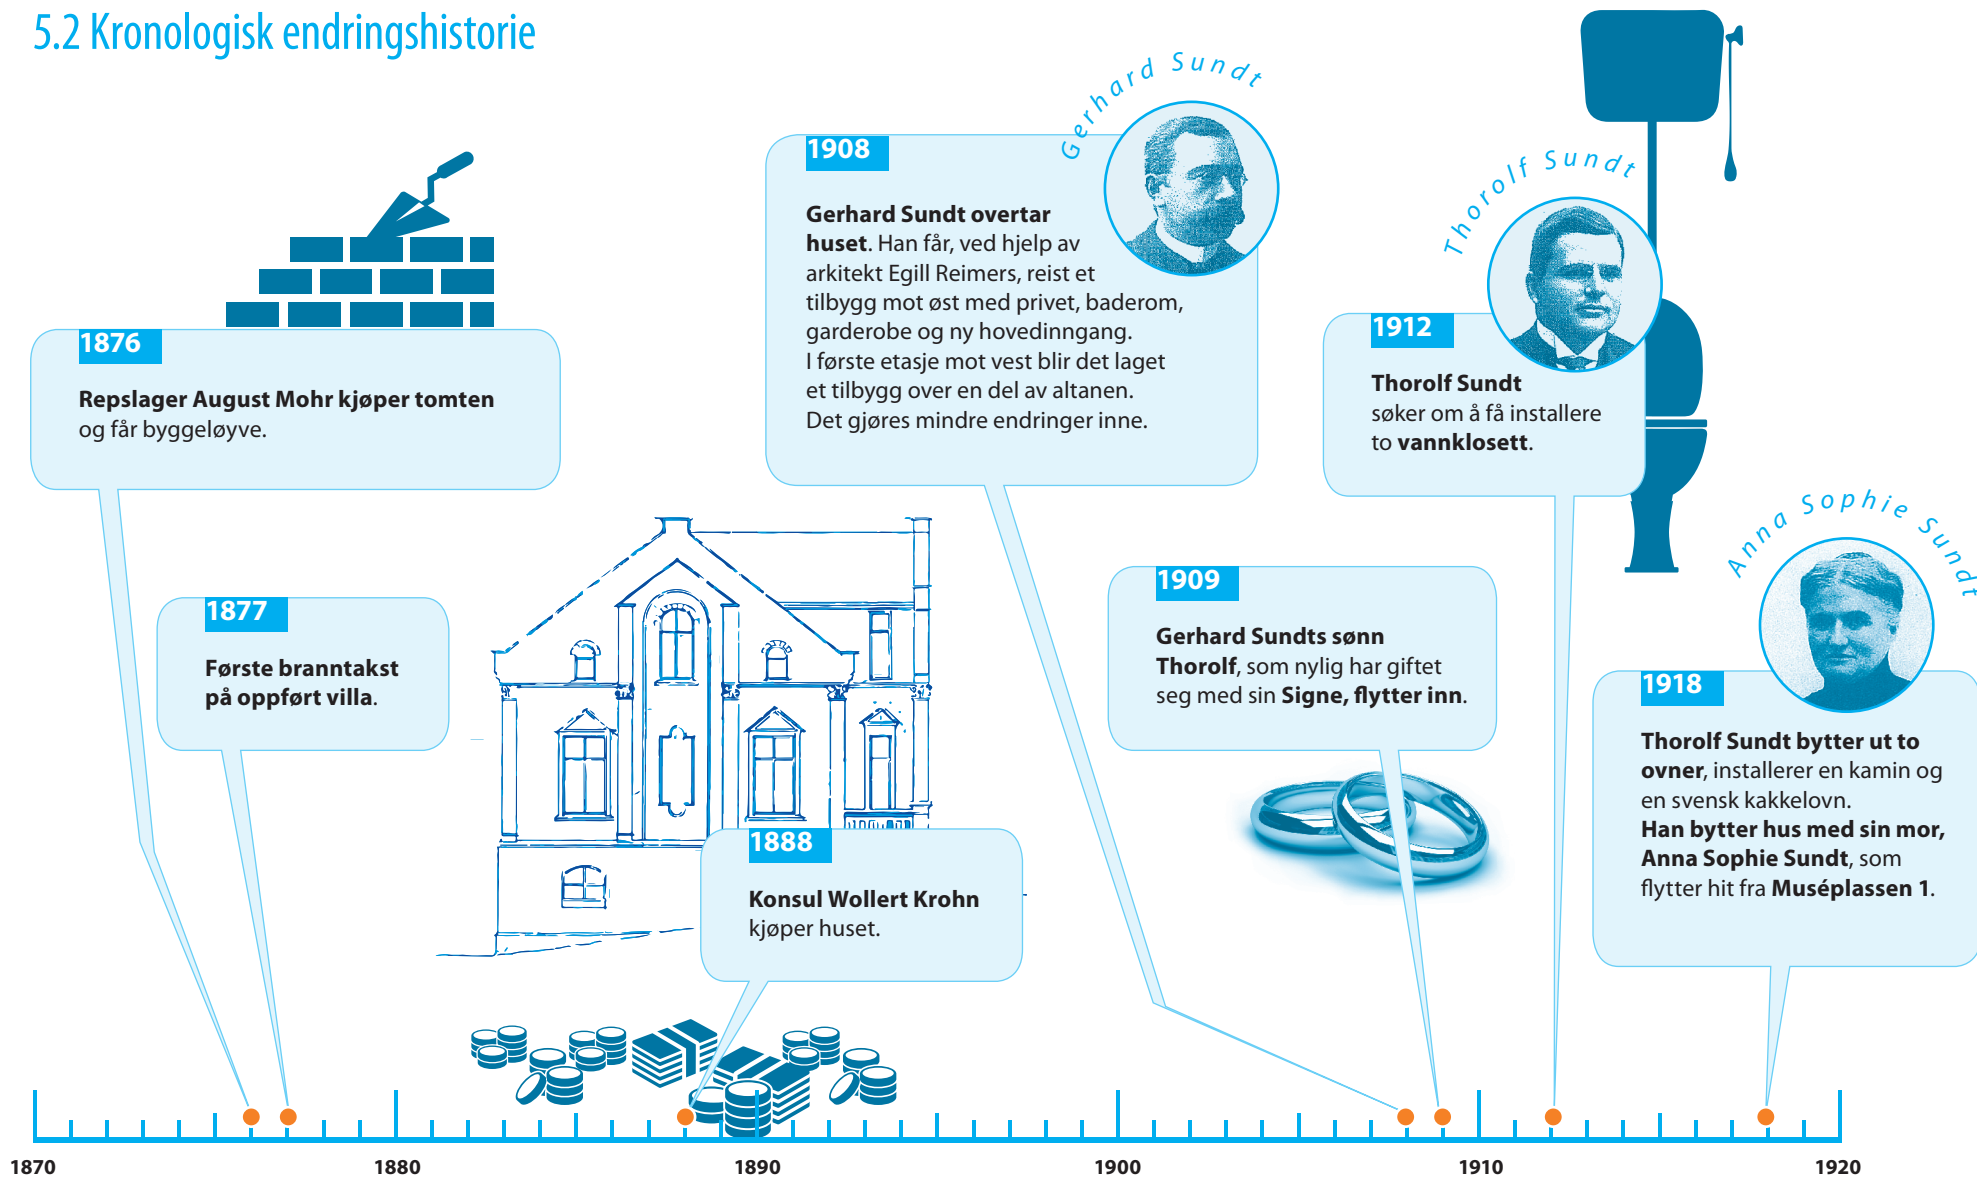 5.2 Kronologisk endringshistorie
1876
Repslager August Mohr kjøper tomten
og får byggeløyve.
1877
Første branntakst
på oppført villa.
1888
Konsul Wollert Krohn
kjøper huset.
Gerhard Sundt
1908
Gerhard Sundt overtar
huset. Han får, ved hjelp av
arkitekt Egill Reimers, reist et
tilbygg mot øst med privet, baderom,
garderobe og ny hovedinngang.
I første etasje mot vest blir det laget
et tilbygg over en del av altanen.
Det gjøres mindre endringer inne.
1909
Gerhard Sundts sønn
Thorolf, som nylig har giftet
seg med sin Signe, flytter inn.
Thorolf Sundt
1912
Thorolf Sundt
søker om å få installere
to vannklosett.
Anna Sophie Sundt
1918
Thorolf Sundt bytter ut to
ovner, installerer en kamin og
en svensk kakkelovn.
Han bytter hus med sin mor,
Anna Sophie Sundt, som
flytter hit fra Muséplassen 1.
1870 1880 1890 1900 1910 1920